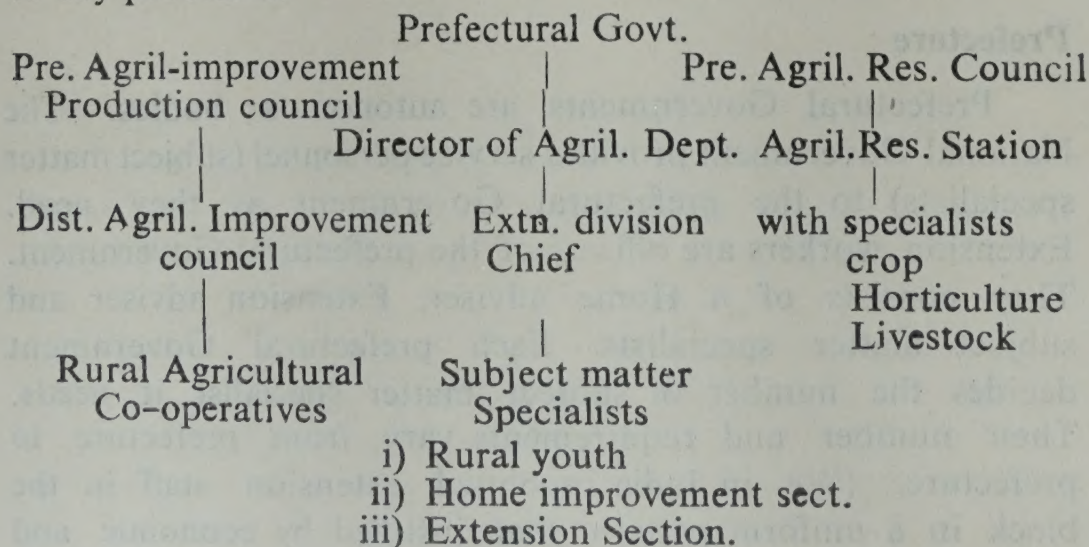 Prefectural Govt.
Pre. Agril-improvement Pre. Agril. Res. Council
Production council
Director of Agril. Dept. Agril. Res. Station
Dist. Agril. Improvement Extn. division with specialists
council Chief crop
Horticulture
Livestock
Rural Agricultural Subject matter
Co-operatives Specialists
i) Rural youth
ii) Home improvement sect.
iii) Extension Section.